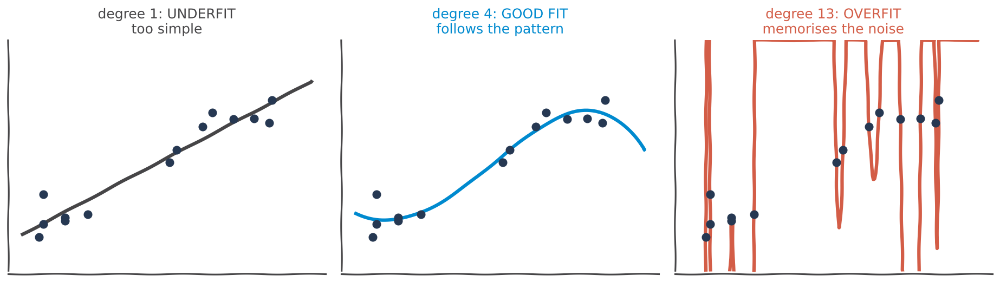 degree 1: UNDERFIT
too simple
degree 4: GOOD FIT
follows the pattern
degree 13: OVERFIT
memorises the noise